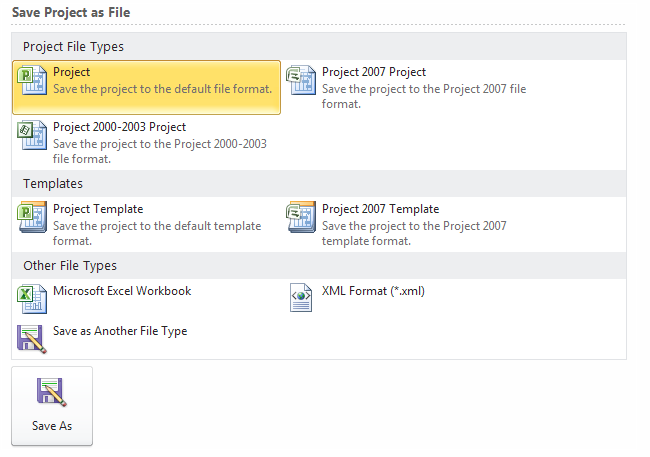 Save Project as File
Project File Types
Project
Save the project to the default file format.
Project 2007 Project
Save the project to the Project 2007 file
format.
Project 2000-2003 Project
Save the project to the Project 2000-2003
file format.
Templates
Project Template
Save the project to the default template
format.
Project 2007 Template
Save the project to the Project 2007
template format.
Other File Types
Microsoft Excel Workbook
XML Format (*.xml)
Save as Another File Type
Save As